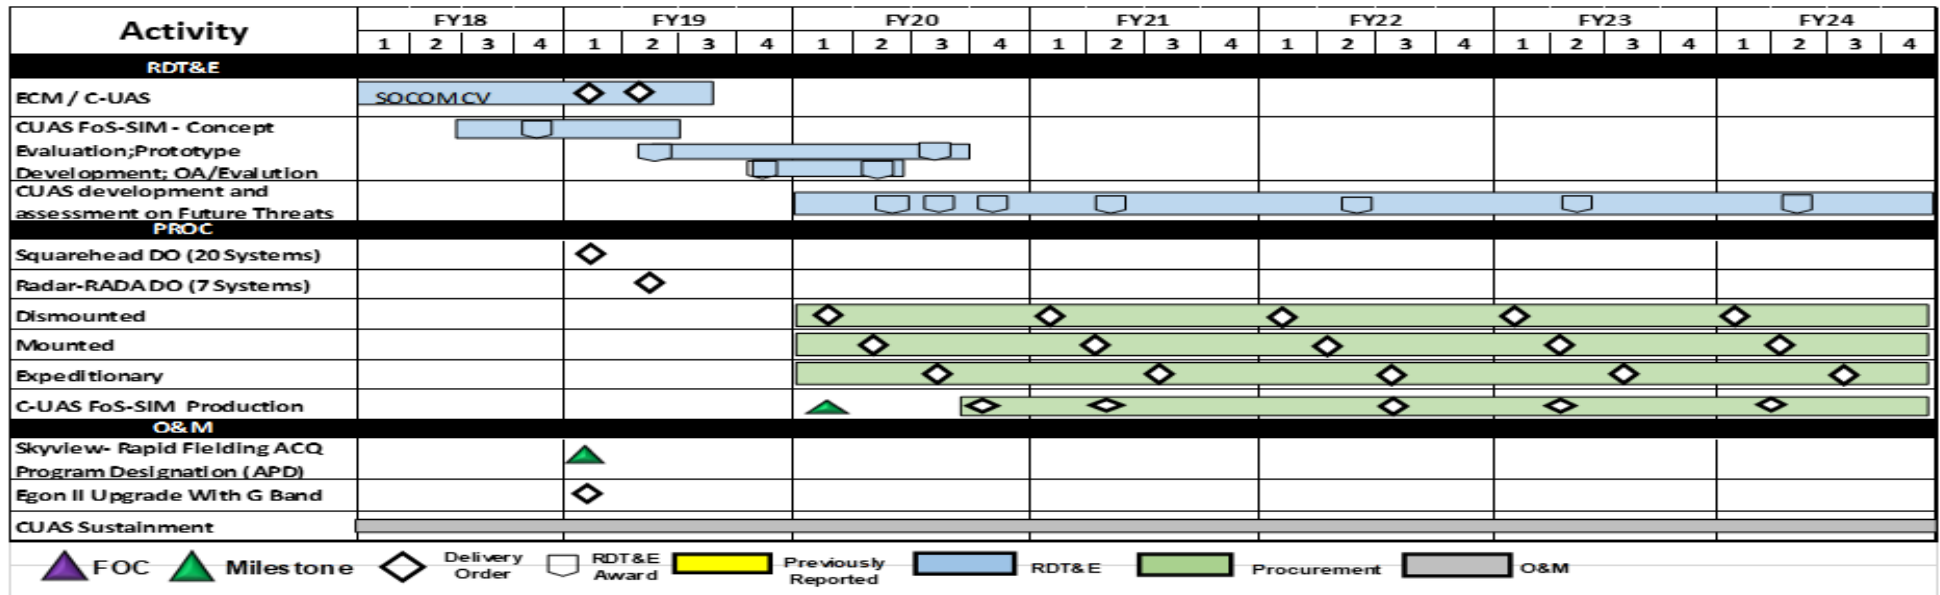 Activity
FY18 FY19 FY20 FY21 FY22 FY23 FY24
1 2 3 4 1 2 3 4 1 2 3 4 1 2 3 4 1 2 3 4 1 2 3 4 1 2 3 4
RDT&E
ECM / C-UAS
SOCOM CV
CUAS FoS-SIM - Concept
Evaluation;Prototype
Development; OA/Evalution
CUAS development and
assessment on Future Threats
PROC
Squarehead DO (20 Systems)
Radar-RADA DO (7 Systems)
Dismounted
Mounted
Expeditionary
C-UAS FoS-SIM Production
O&M
Skyview- Rapid Fielding ACQ
Program Designation (APD)
Egon II Upgrade With G Band
CUAS Sustainment
FOC
Milestone
Delivery
Order
RDT&E
Award
Previously
Reported
RDT&E
Procurement
O&M